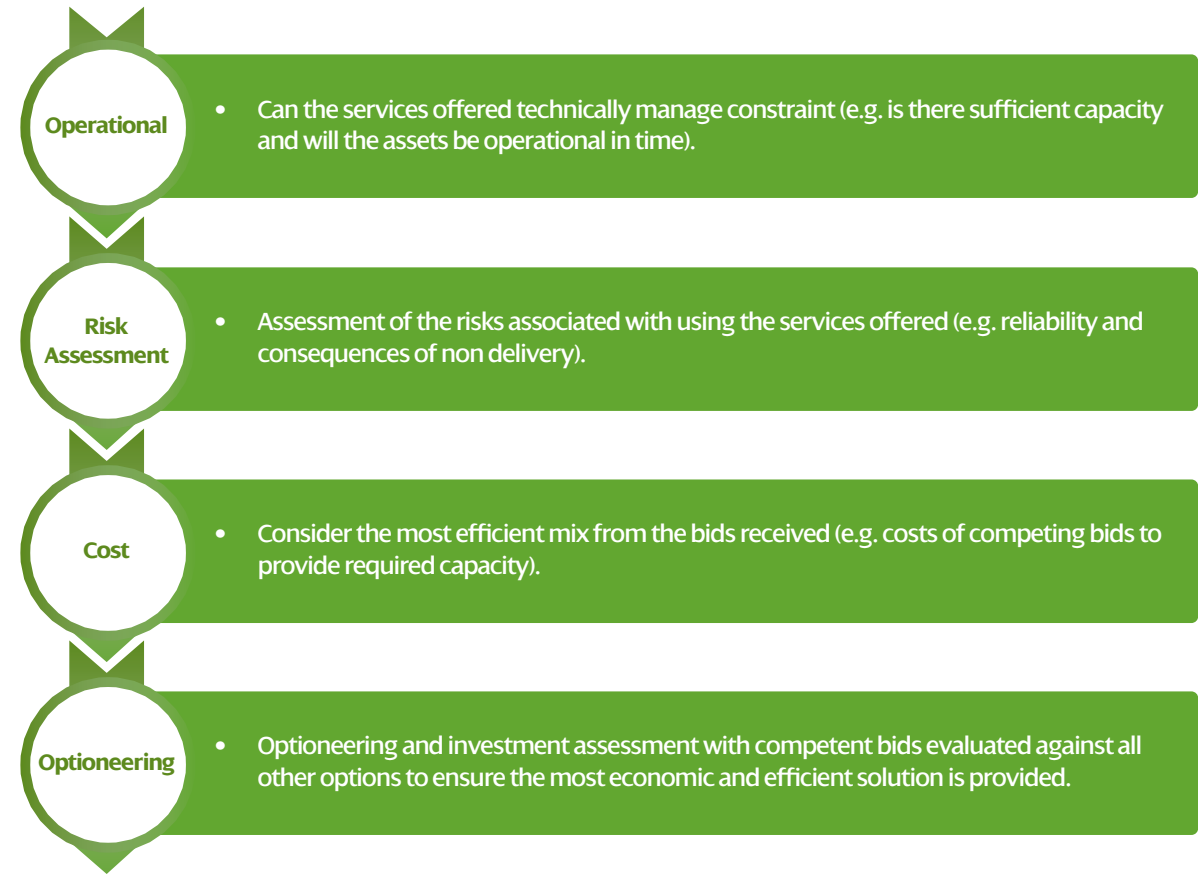 Operational
• Can the services offered technically manage constraint (e.g. is there sufficient capacity
and will the assets be operational in time).
Risk
Assessment
• Assessment of the risks associated with using the services offered (e.g. reliability and
consequences of non delivery).
Cost
• Consider the most efficient mix from the bids received (e.g. costs of competing bids to
provide required capacity).
Optioneering
• Optioneering and investment assessment with competent bids evaluated against all
other options to ensure the most economic and efficient solution is provided.